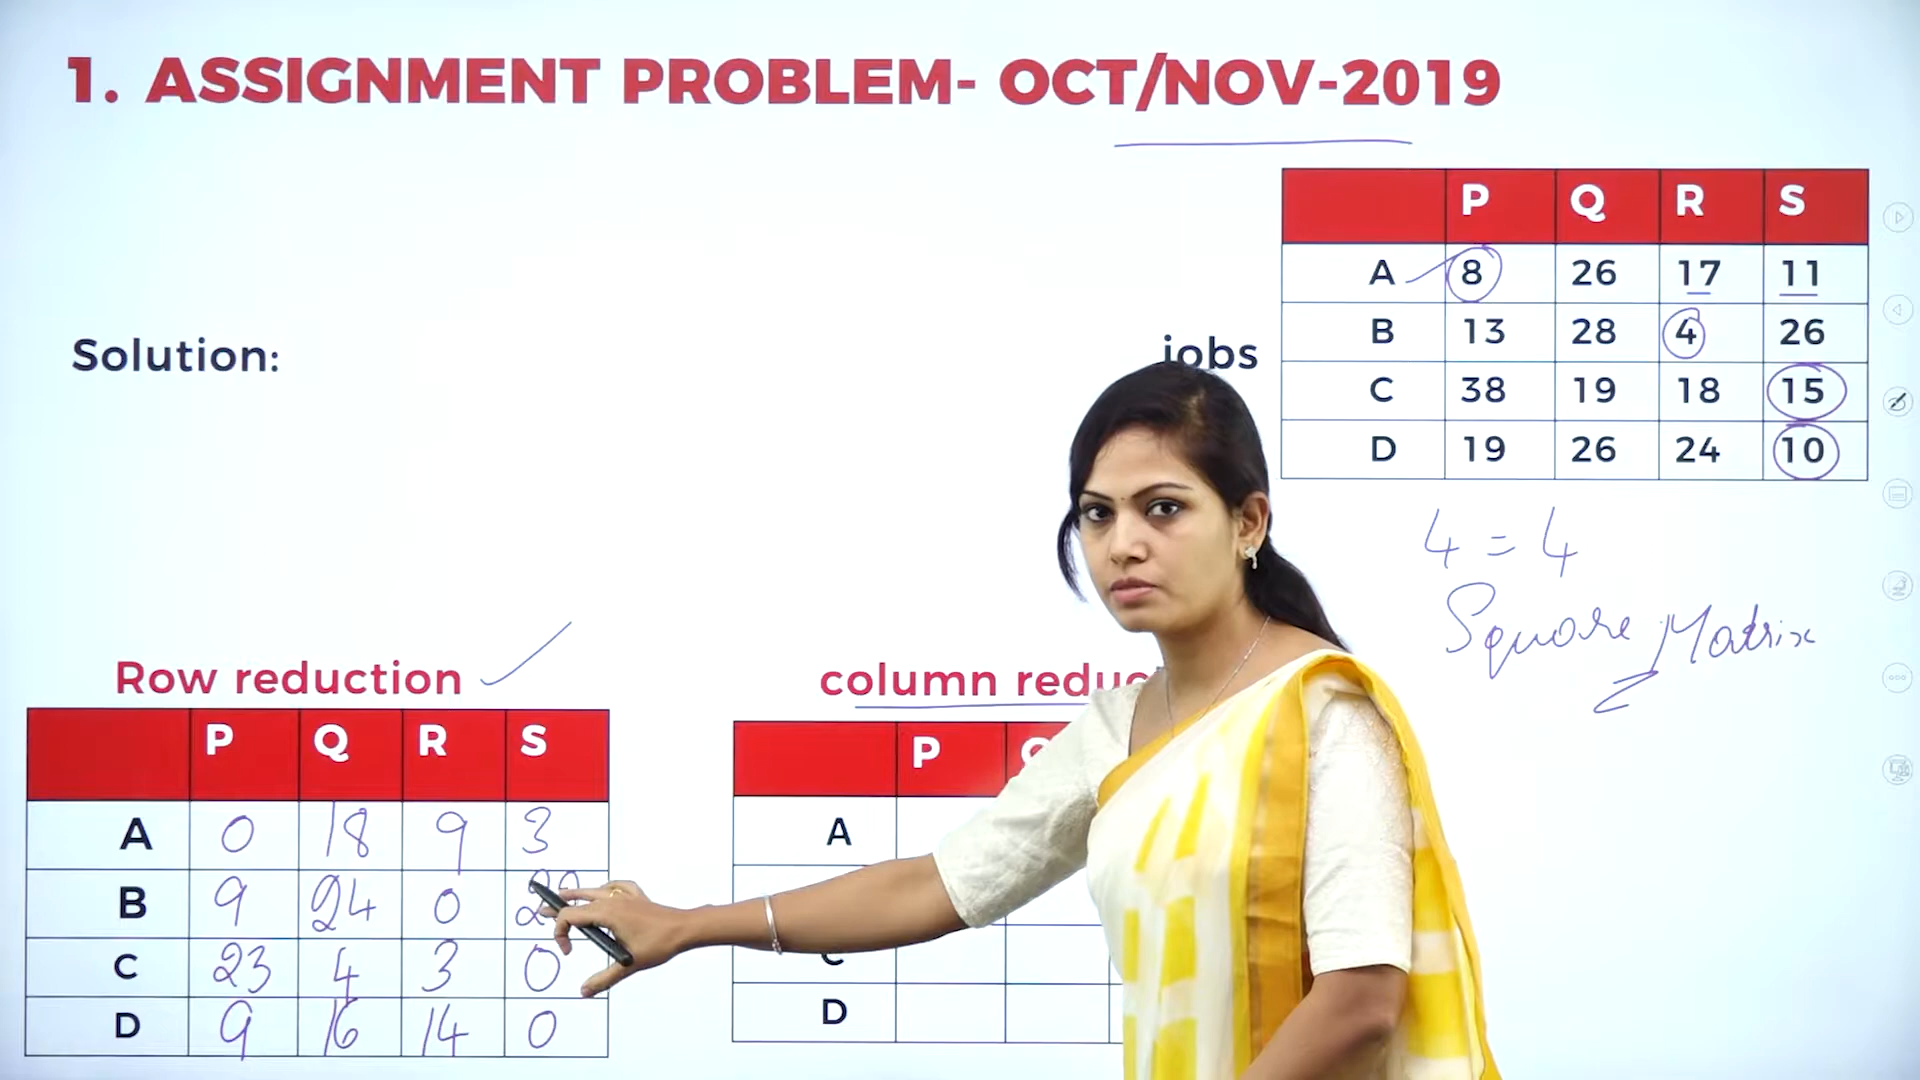 1. ASSIGNMENT PROBLEM- OCT/NOV-2019
P Q R S
A 8 26 17 11
B 13 28 4 26
C 38 19 18 15
D 19 26 24 10
Solution:
jobs
4 = 4
Square Matrix
Row reduction
P Q R S
A 0 18 9 3
B 9 24 0
C 23 4 3 0
D 9 16 14 0
column
P
A
C
D